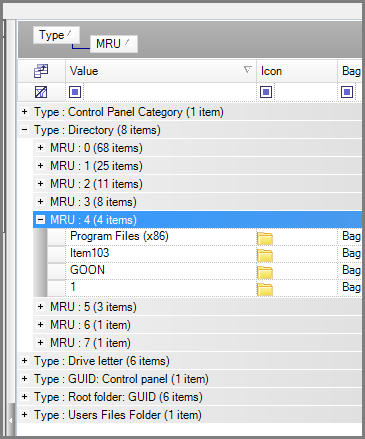 Type
MRU
Value Icon Bag
Type : Control Panel Category (1 item)
Type : Directory (8 items)
MRU : 0 (68 items)
MRU : 1 (25 items)
MRU : 2 (11 items)
MRU : 3 (8 items)
MRU : 4 (4 items)
Program Files (x86) Bag
Item103 Bag
GOON Bag
1 Bag
MRU : 5 (3 items)
MRU : 6 (1 item)
MRU : 7 (1 item)
Type : Drive letter (6 items)
Type : GUID: Control panel (1 item)
Type : Root folder: GUID (6 items)
Type : Users Files Folder (1 item)